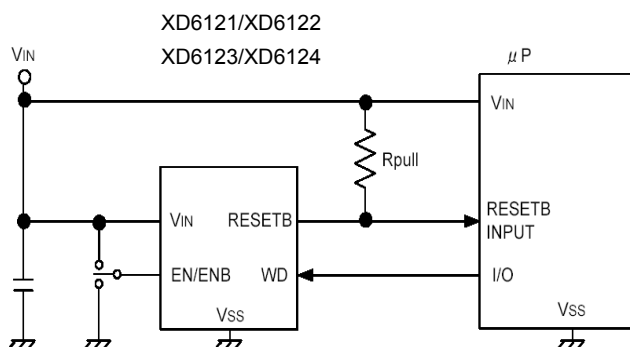 XD6121/XD6122
XD6123/XD6124
VIN
μP
VIN
Rpull
VIN
RESETB
RESETB
INPUT
EN/ENB
WD
I/O
VSS
VSS